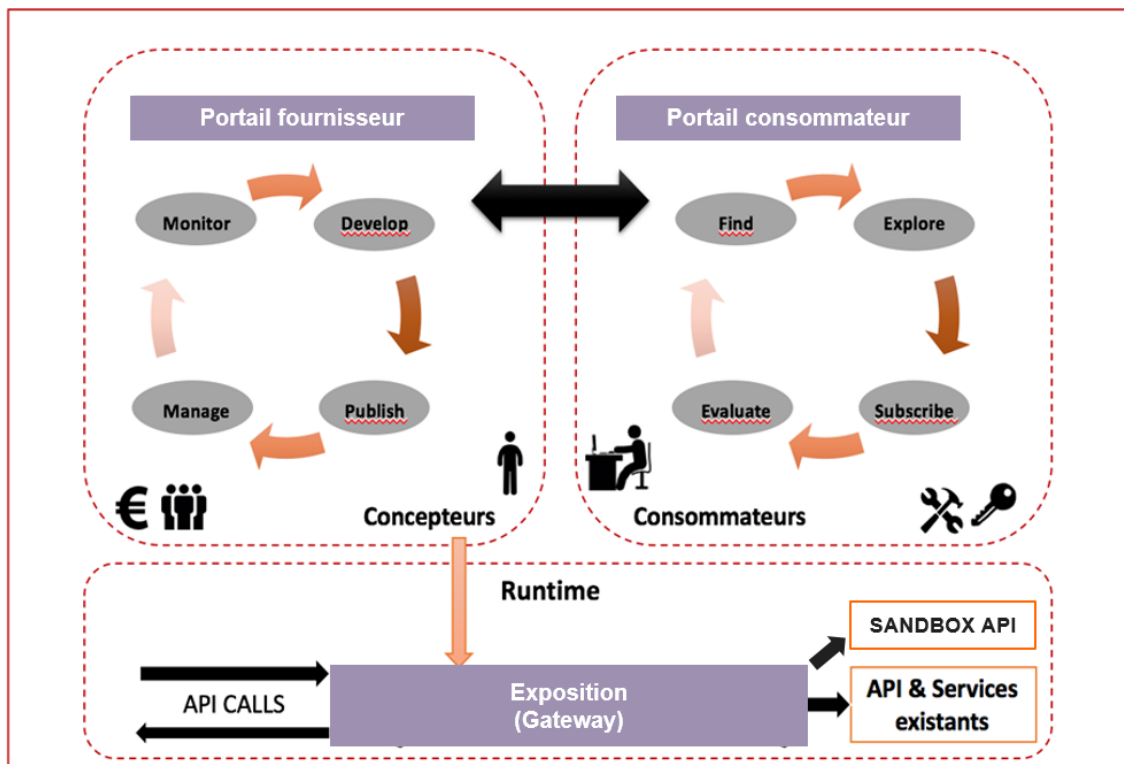 Portail fournisseur
Portail consommateur
Monitor
Develop
Find
Explore
Manage
Publish
Evaluate
Subscribe
€
Concepteurs
Consommateurs
Runtime
SANDBOX API
API CALLS
Exposition
(Gateway)
API & Services
existants